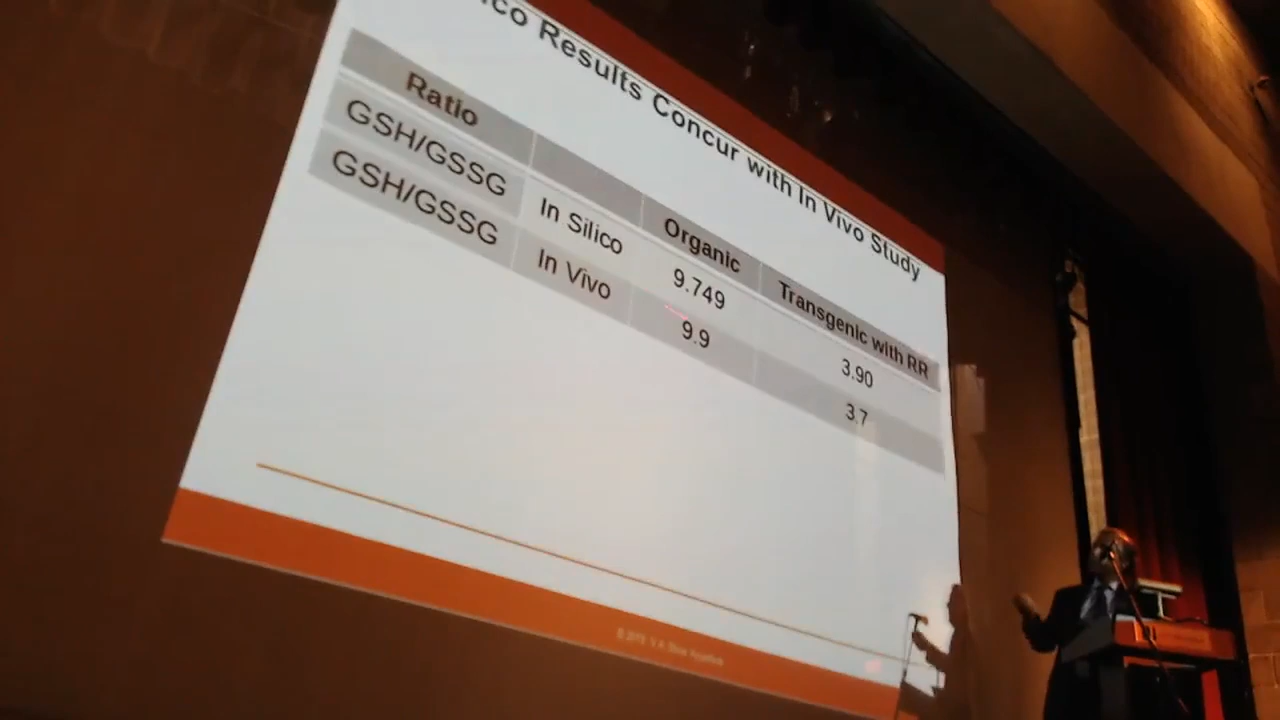 Results Concur with In Vivo Study
Ratio Organic Transgenic with RR
GSH/GSSG In Silico 9.749 3.90
GSH/GSSG In Vivo 9.9 3.7